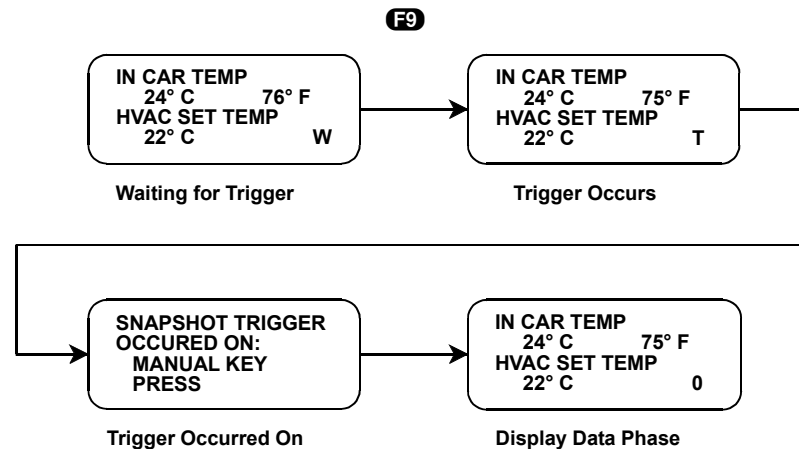 F9
IN CAR TEMP
24° C 76° F
HVAC SET TEMP
22° C W
Waiting for Trigger
IN CAR TEMP
24° C 75° F
HVAC SET TEMP
22° C T
Trigger Occurs
SNAPSHOT TRIGGER
OCCURED ON:
MANUAL KEY
PRESS
Trigger Occurred On
IN CAR TEMP
24° C 75° F
HVAC SET TEMP
22° C 0
Display Data Phase